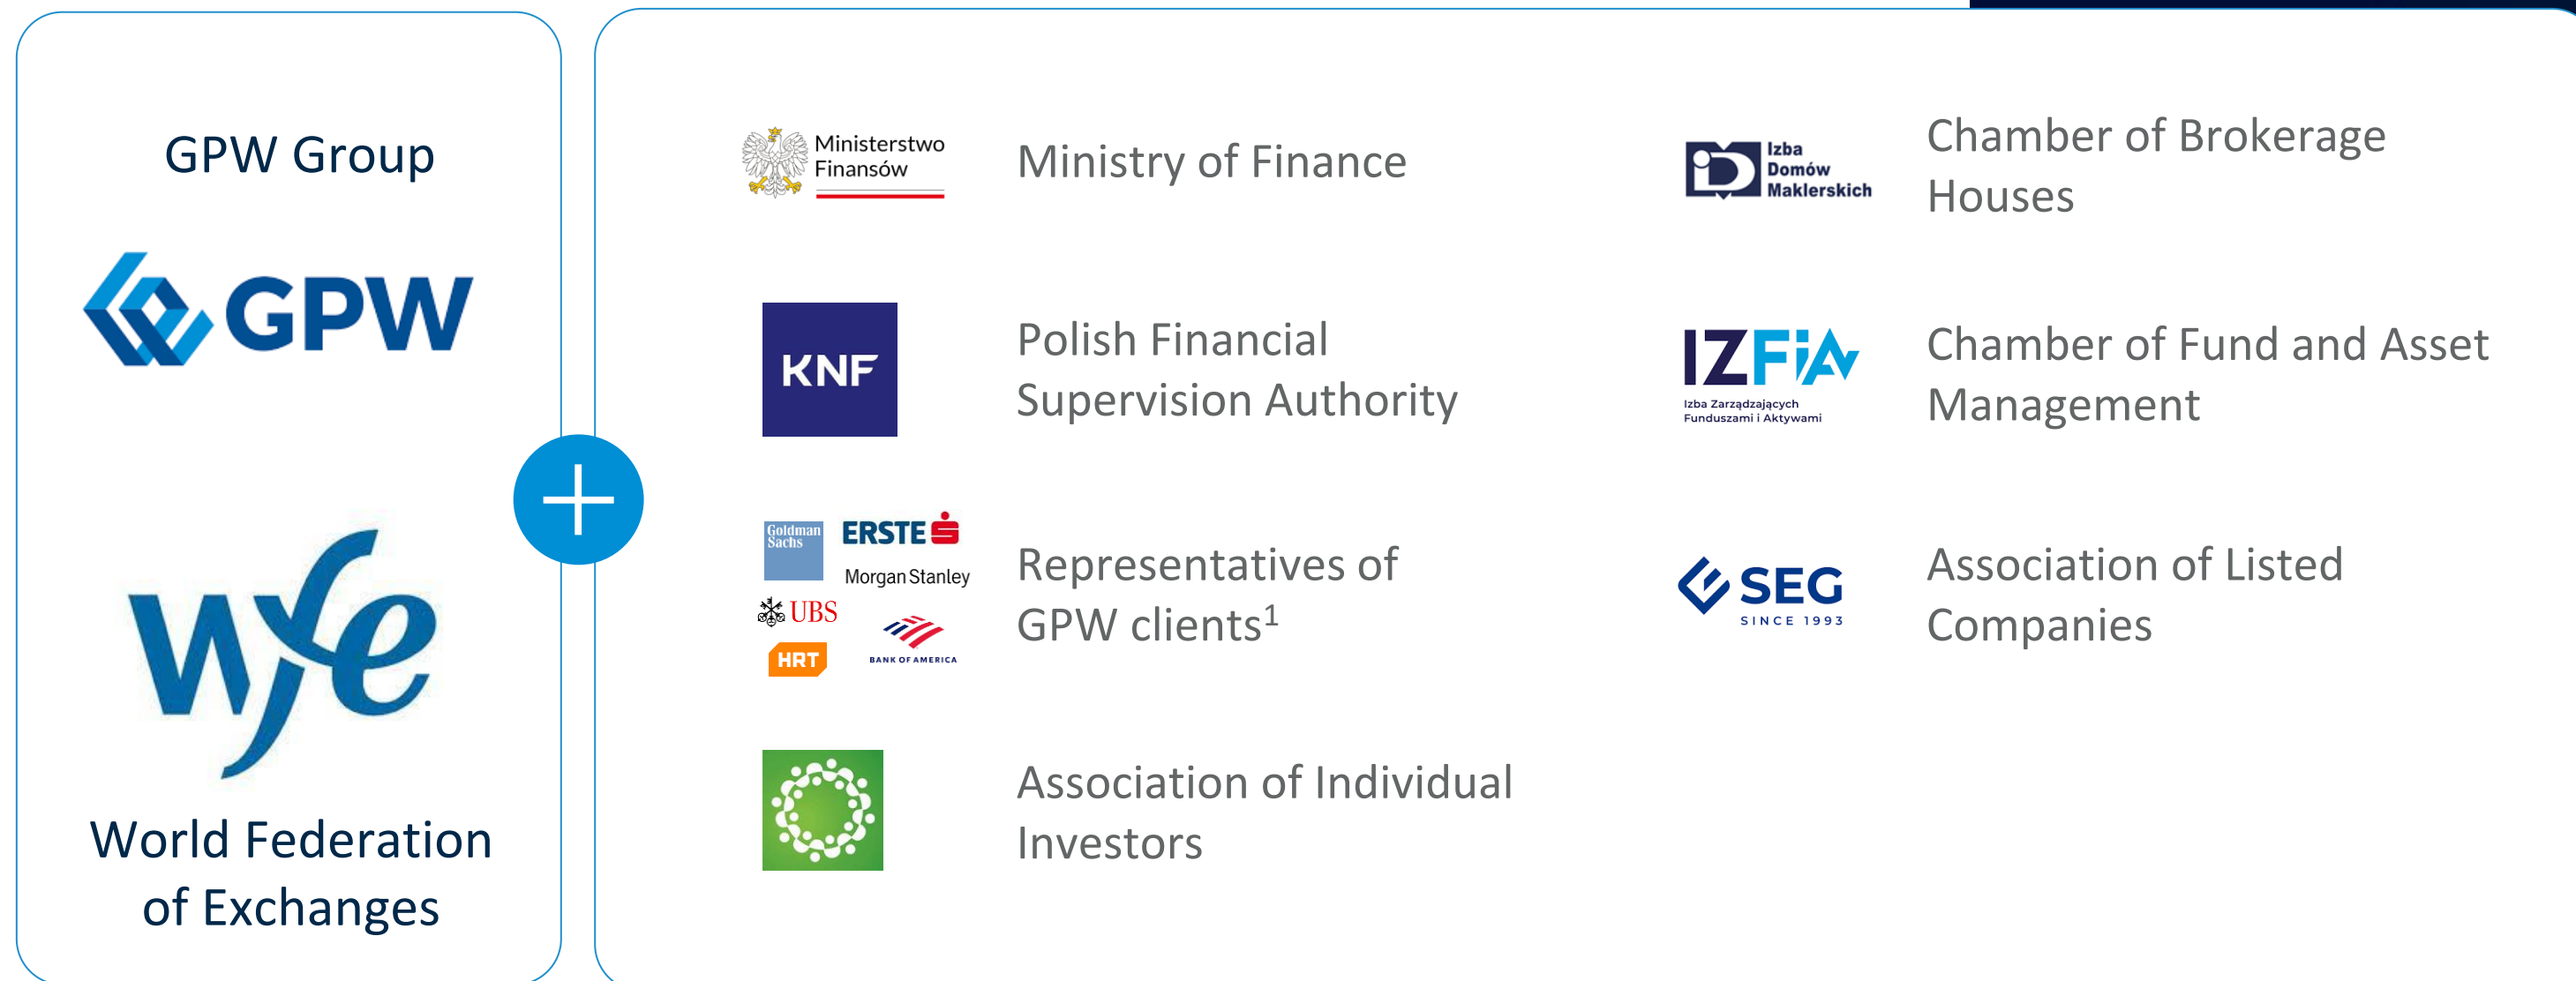 GPW Group
GPW
wfe
World Federation
of Exchanges
Ministerstwo
Finansów
Ministry of Finance
KNF
Polish Financial
Supervision Authority
Goldman
Sachs
ERSTE
Morgan Stanley
UBS
HRT
BANK OF AMERICA
Representatives of
GPW clients¹
Association of Individual
Investors
Izba
Domów
Maklerskich
Chamber of Brokerage
Houses
IZFiA
Izba Zarządzających
Funduszami i Aktywami
Chamber of Fund and Asset
Management
SEG
SINCE 1993
Association of Listed
Companies